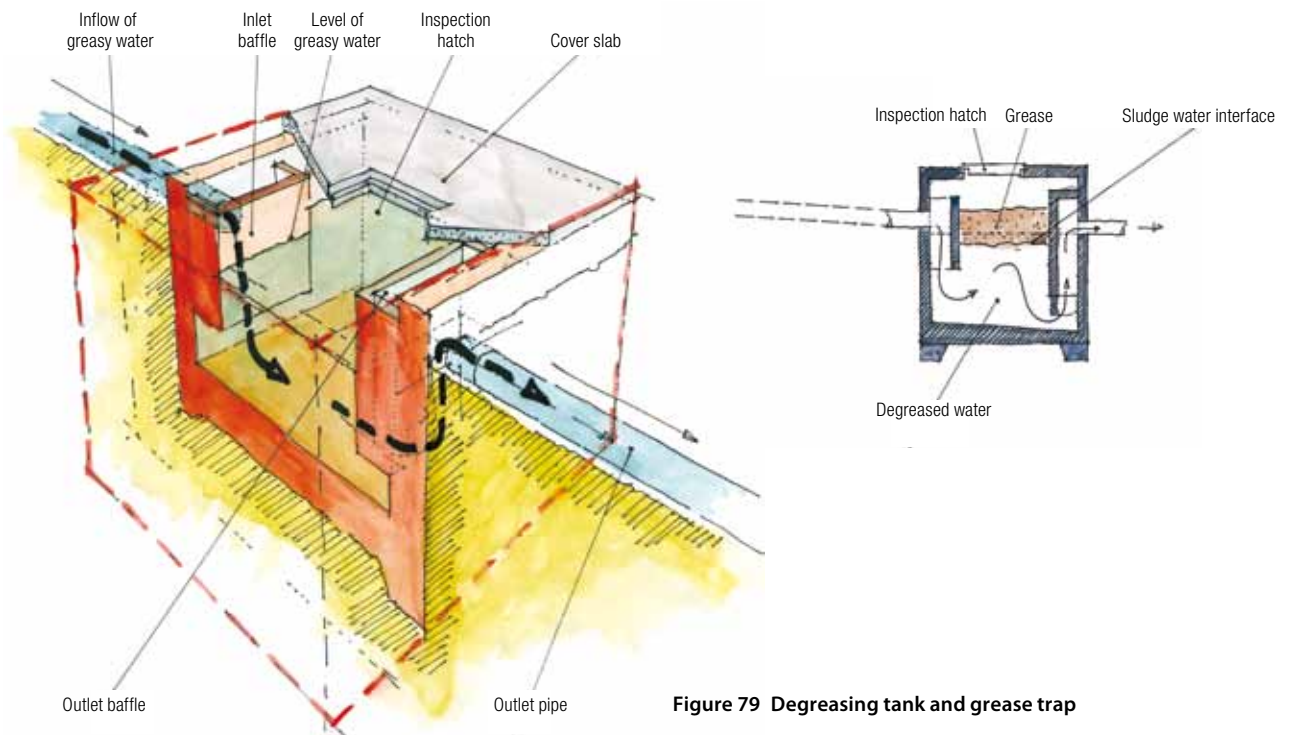 Inflow of
greasy water
Inlet
baffle
Level of
greasy water
Inspection
hatch
Cover slab
Inspection hatch
Grease
Sludge water interface
Degreased water
Outlet baffle
Outlet pipe
Figure 79 Degreasing tank and grease trap